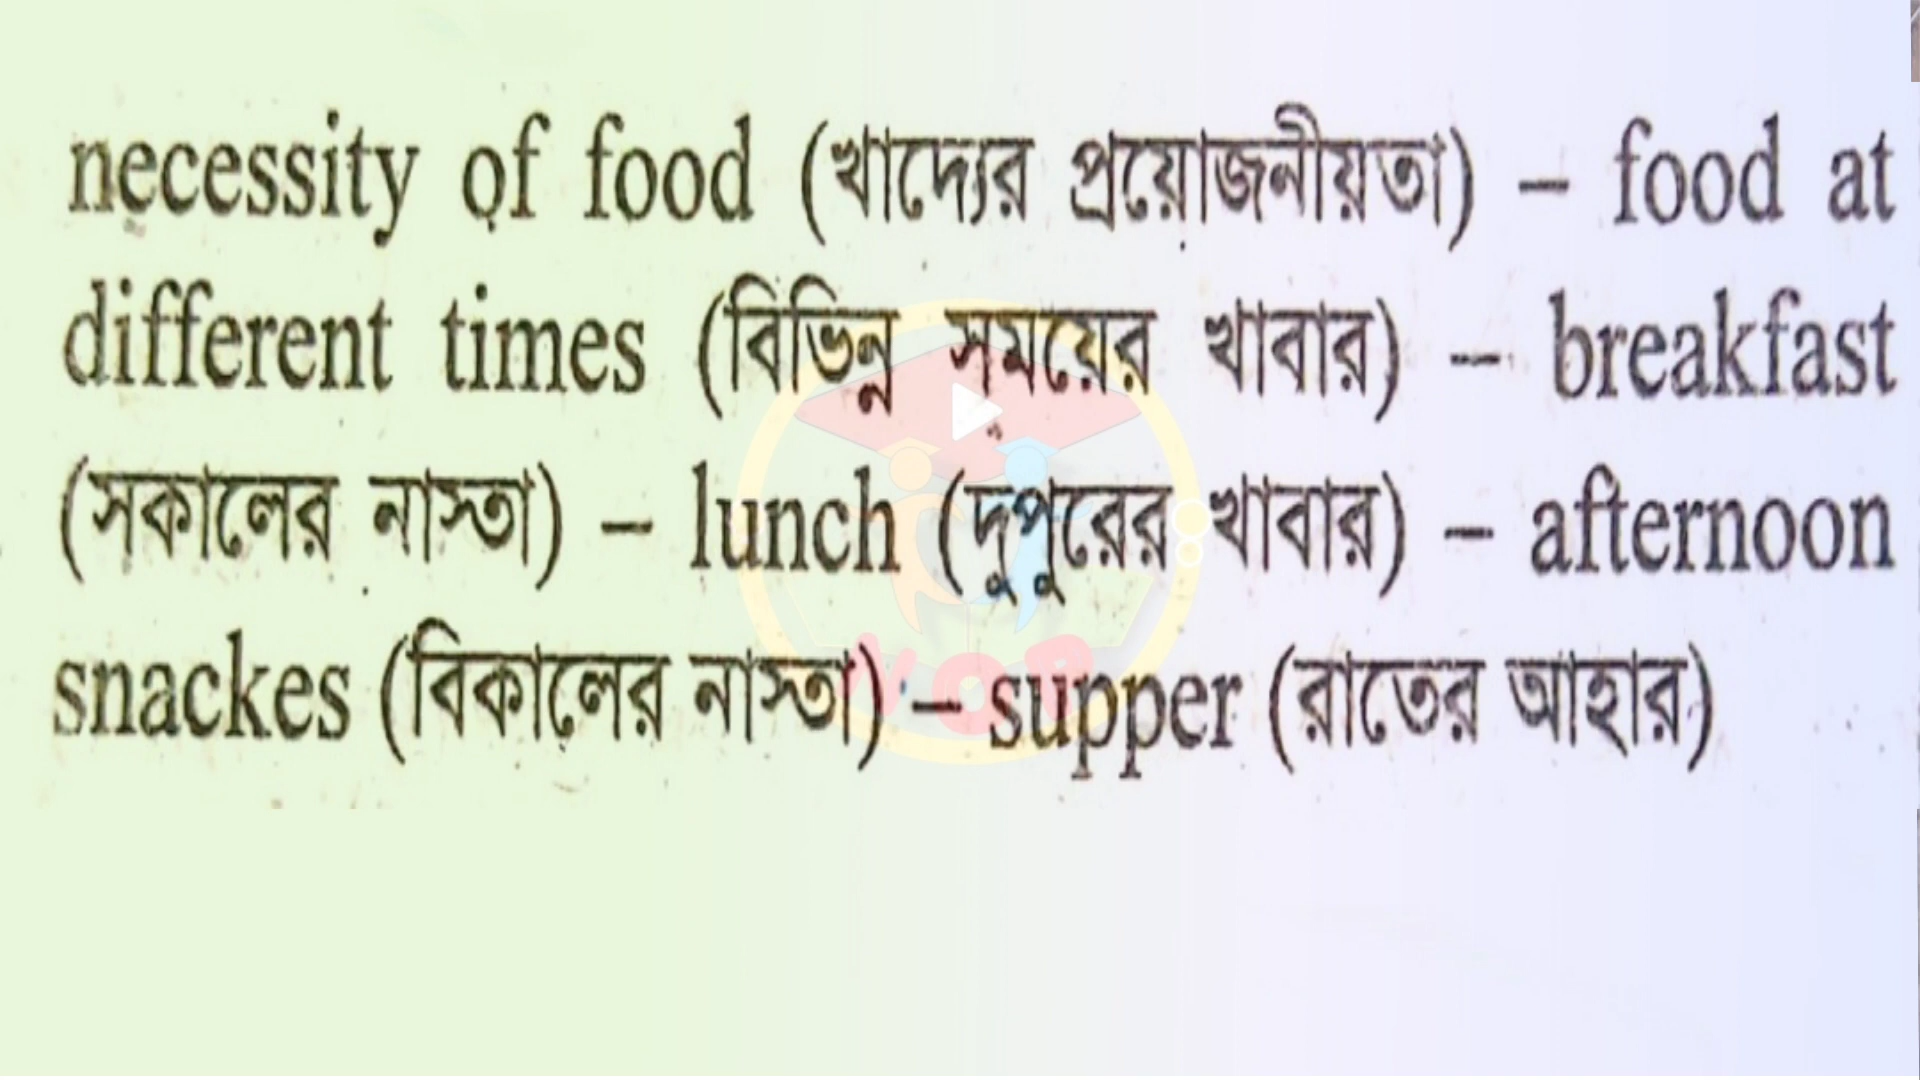 necessity of food (খাদ্যের প্রয়োজনীয়তা) – food at
different times (বিভিন্ন সময়ের খাবার) – breakfast
(সকালের নাস্তা) – lunch (দুপুরের খাবার) – afternoon
snackes (বিকালের নাস্তা) – supper (রাতের আহার)